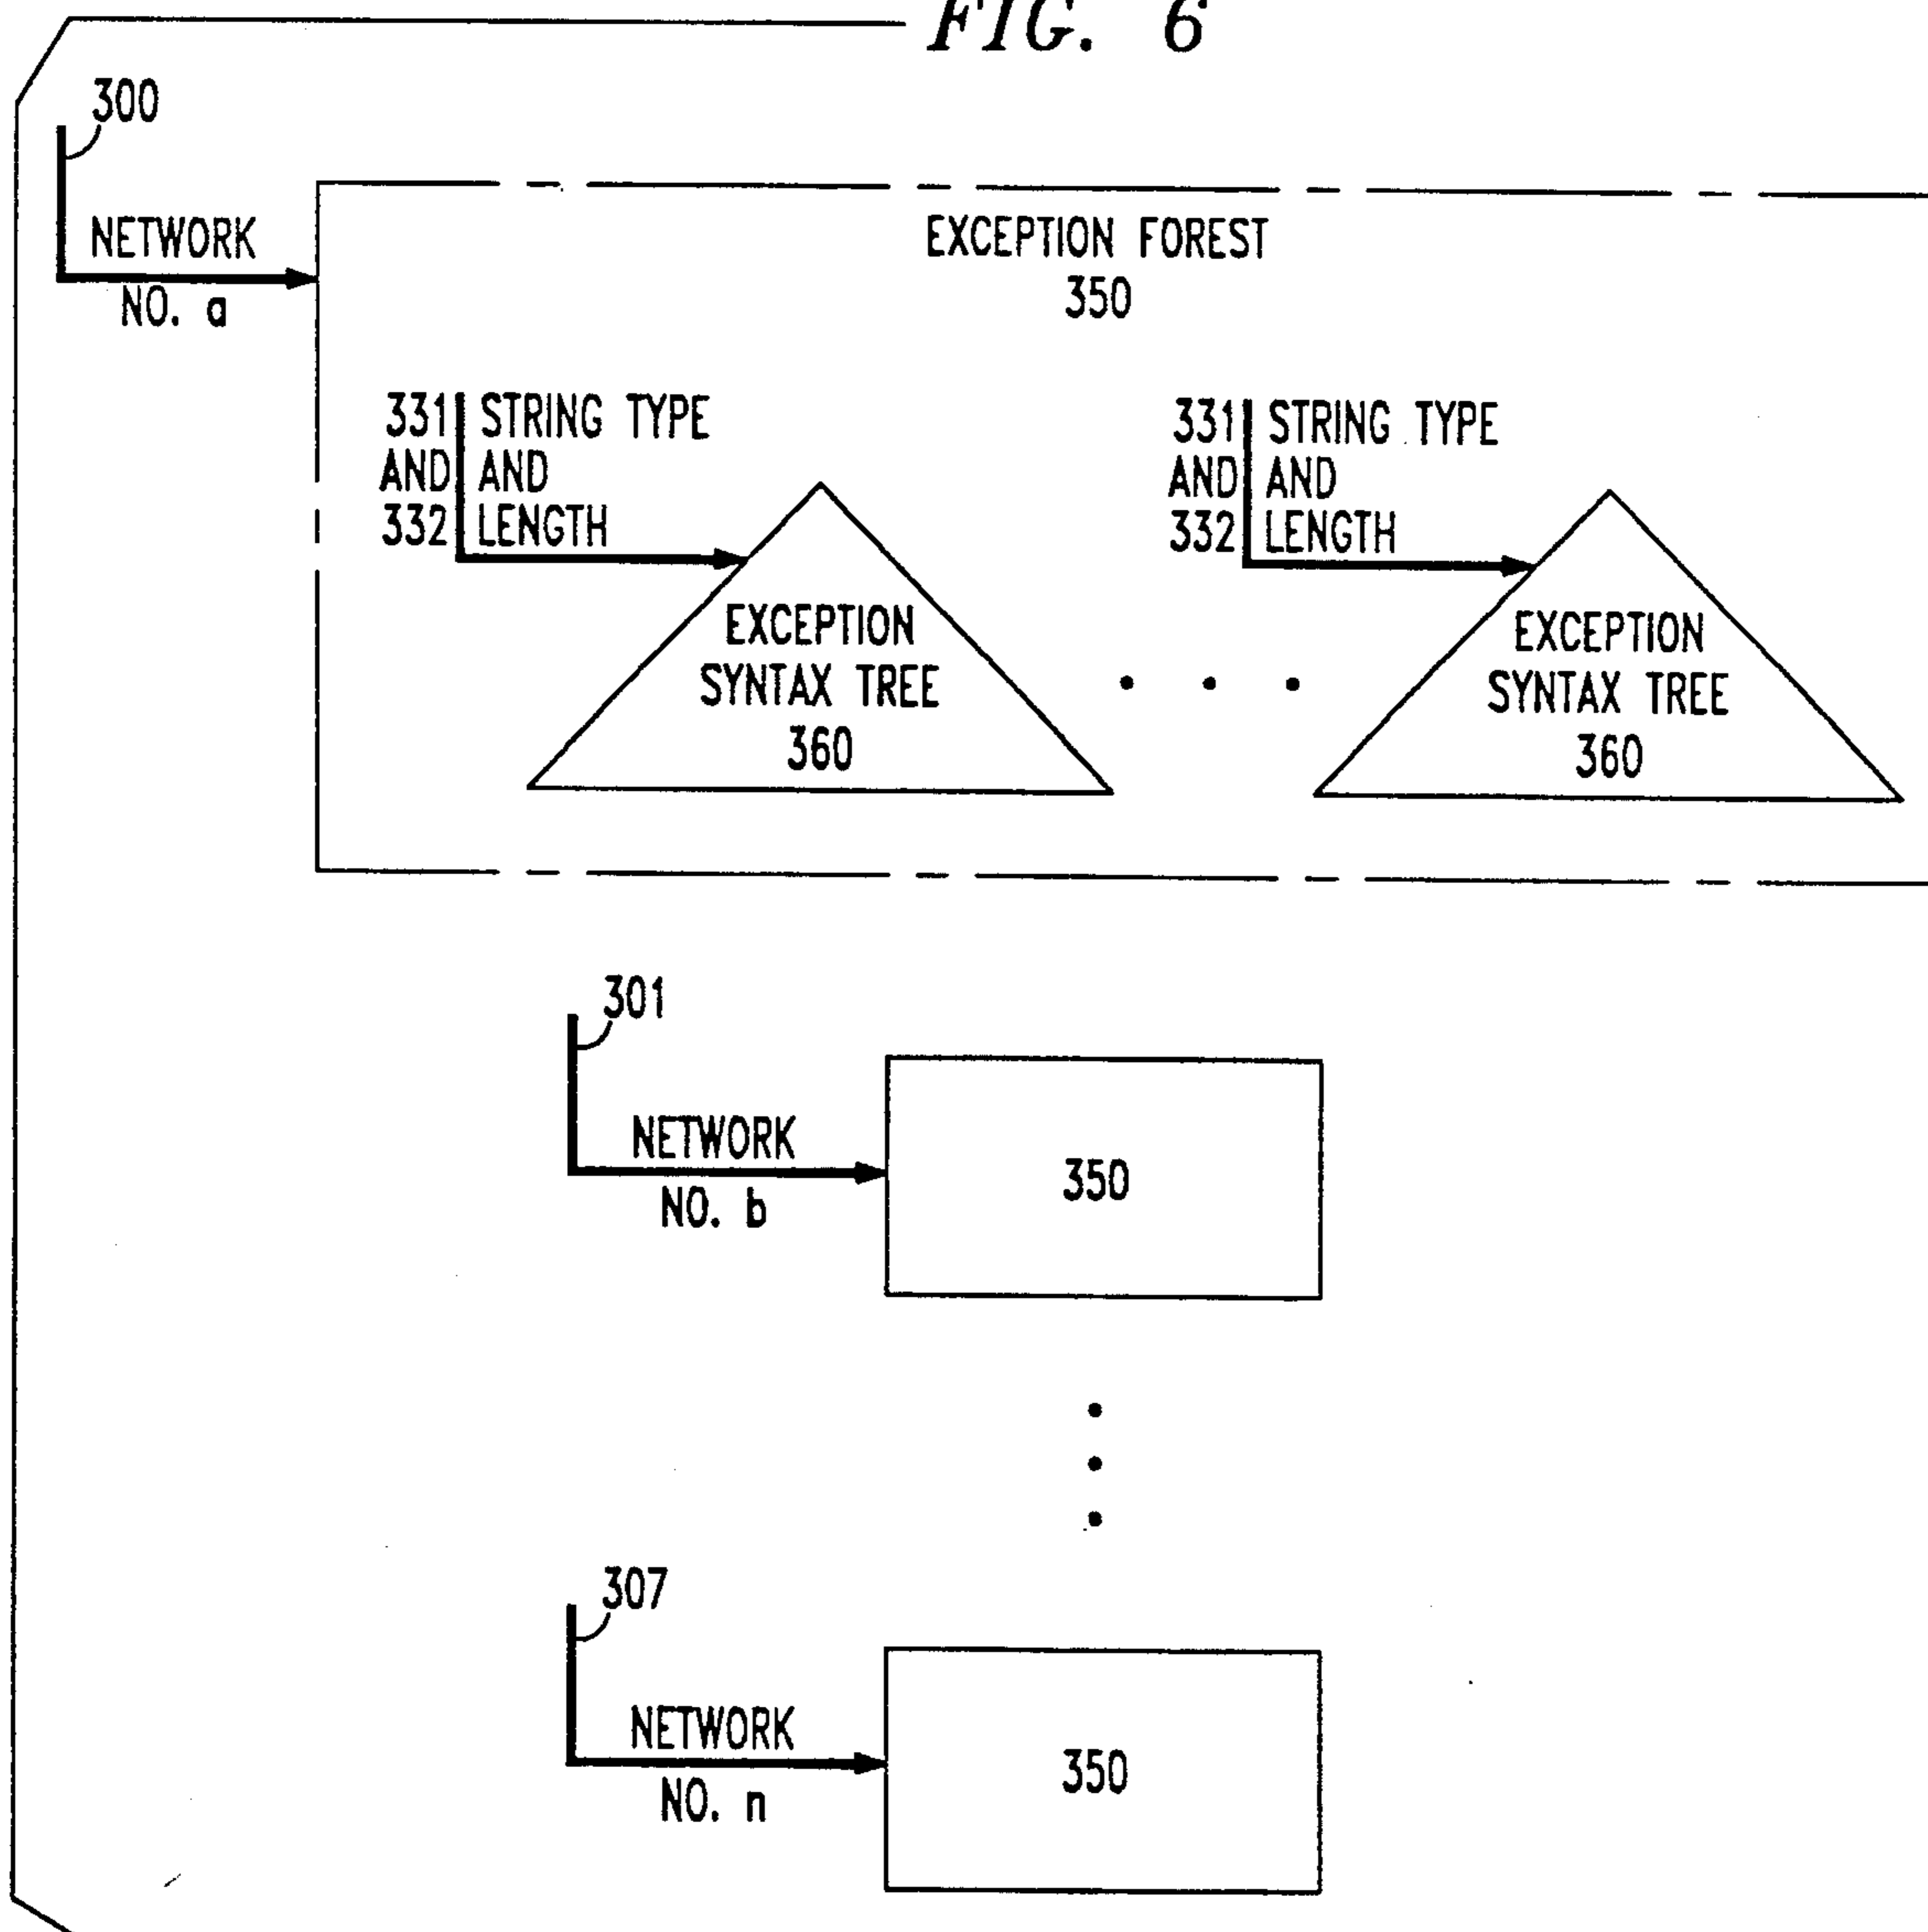 FIG. 6
300
NETWORK
NO. a
EXCEPTION FOREST
350
331 STRING TYPE
AND AND
332 LENGTH
EXCEPTION
SYNTAX TREE
360
331 STRING TYPE
AND AND
332 LENGTH
EXCEPTION
SYNTAX TREE
360
301
NETWORK
NO. b
350
307
NETWORK
NO. n
350